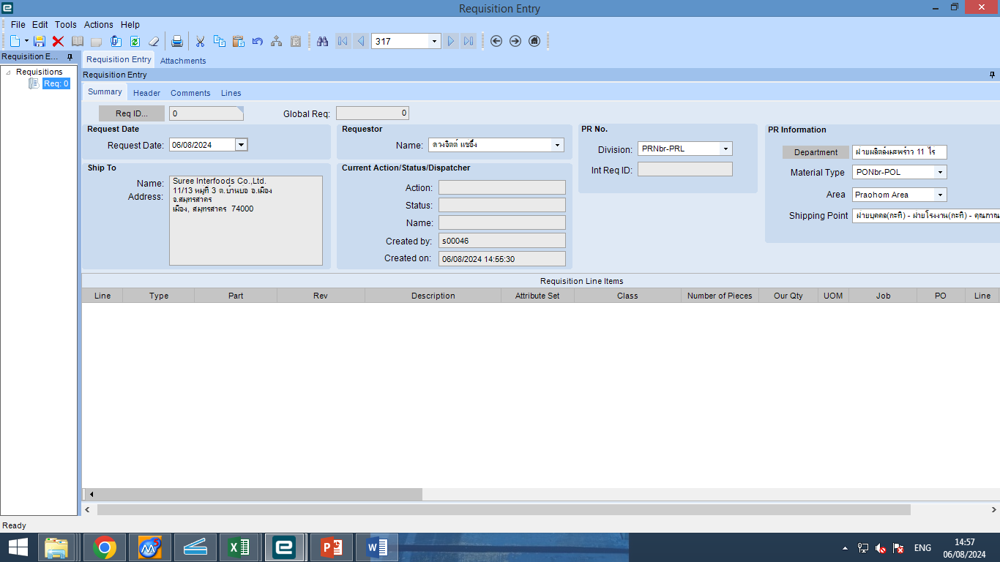 Requisition Entry
File Edit Tools Actions Help
317
Requisition E...
Requisition Entry Attachments
Requisitions
Req: 0
Requisition Entry
Summary Header Comments Lines
Req ID... 0 Global Req: 0
Request Date
Request Date: 06/08/2024
Requestor
Name: ดวงจิตต์ แซอึ้ง
PR No.
Division: PRNbr-PRL
Int Req ID:
PR Information
Department ฝ่ายผลิตล้งมะพร้าว 11 ไร่
Material Type PONbr-POL
Area Praohom Area
Shipping Point ฝ่ายบุคคล(กะทิ) - ฝ่ายโรงงาน(กะทิ) -
Ship To
Name: Suree Interfoods Co.,Ltd.
Address: 11/13 หมู่ที่ 3 ต.บ้านบ่อ อ.เมือง
จ.สมุทรสาคร
เมือง, สมุทรสาคร 74000
Current Action/Status/Dispatcher
Action:
Status:
Name:
Created by: s00046
Created on: 06/08/2024 14:55:30
Requisition Line Items
Line Type Part Rev Description Attribute Set Class Number of Pieces Our Qty UOM Job PO Line
Ready
ENG
14:57
06/08/2024